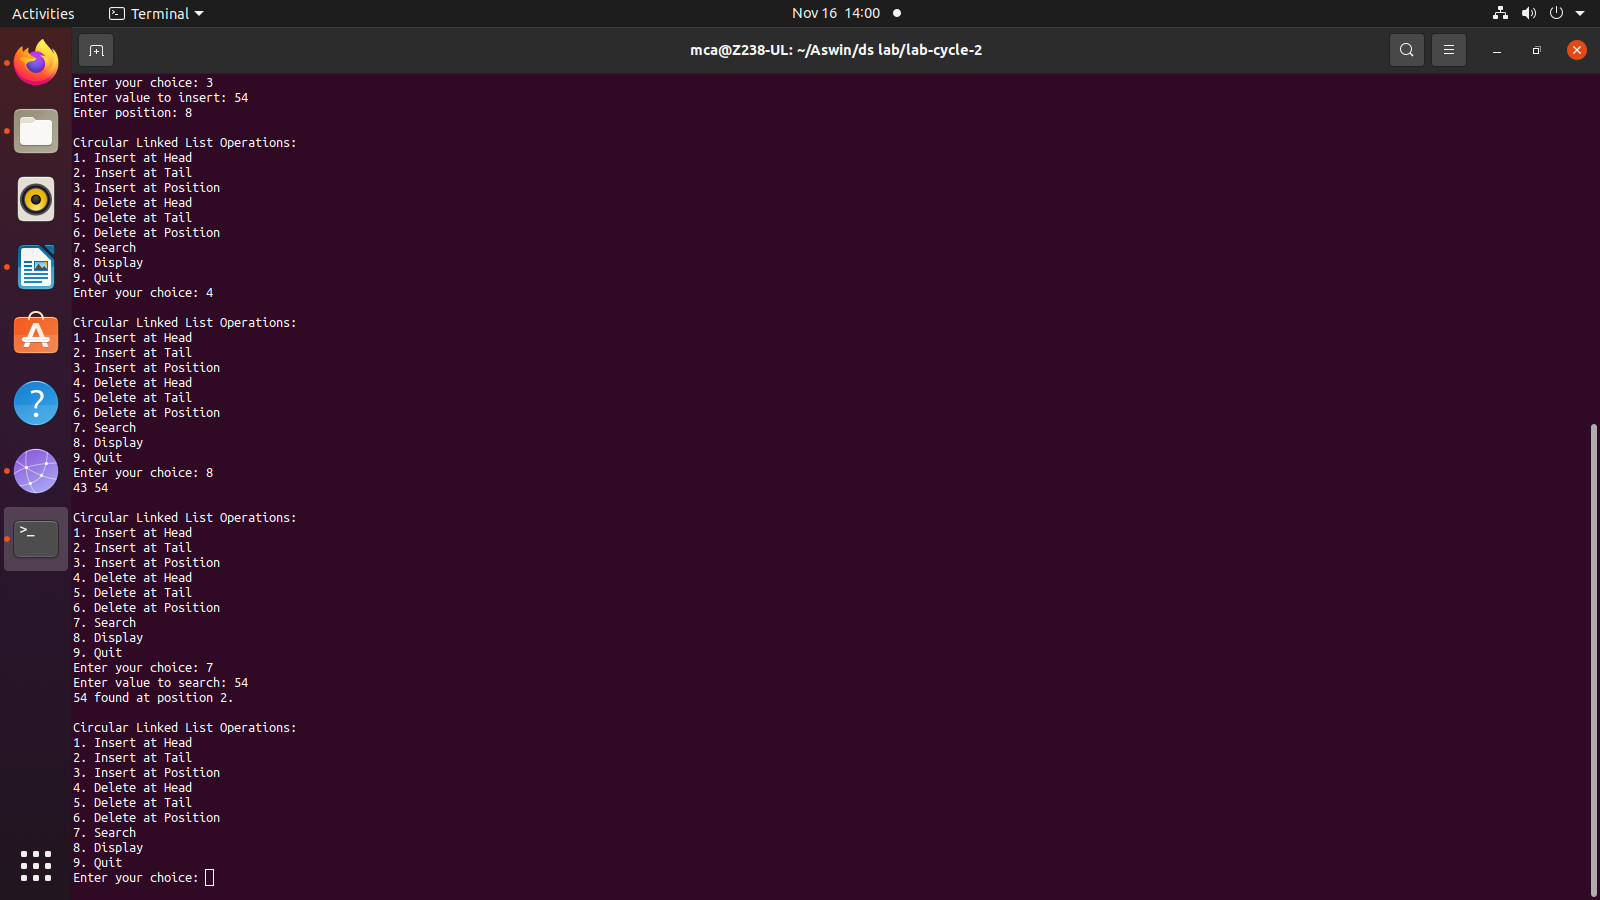 Activities
Terminal
Nov 16 14:00
mca@Z238-UL: ~/Aswin/ds lab/lab-cycle-2
Enter your choice: 3
Enter value to insert: 54
Enter position: 8
Circular Linked List Operations:
1. Insert at Head
2. Insert at Tail
3. Insert at Position
4. Delete at Head
5. Delete at Tail
6. Delete at Position
7. Search
8. Display
9. Quit
Enter your choice: 4
Circular Linked List Operations:
1. Insert at Head
2. Insert at Tail
3. Insert at Position
4. Delete at Head
5. Delete at Tail
6. Delete at Position
7. Search
8. Display
9. Quit
Enter your choice: 8
43 54
Circular Linked List Operations:
1. Insert at Head
2. Insert at Tail
3. Insert at Position
4. Delete at Head
5. Delete at Tail
6. Delete at Position
7. Search
8. Display
9. Quit
Enter your choice: 7
Enter value to search: 54
54 found at position 2.
Circular Linked List Operations:
1. Insert at Head
2. Insert at Tail
3. Insert at Position
4. Delete at Head
5. Delete at Tail
6. Delete at Position
7. Search
8. Display
9. Quit
Enter your choice: